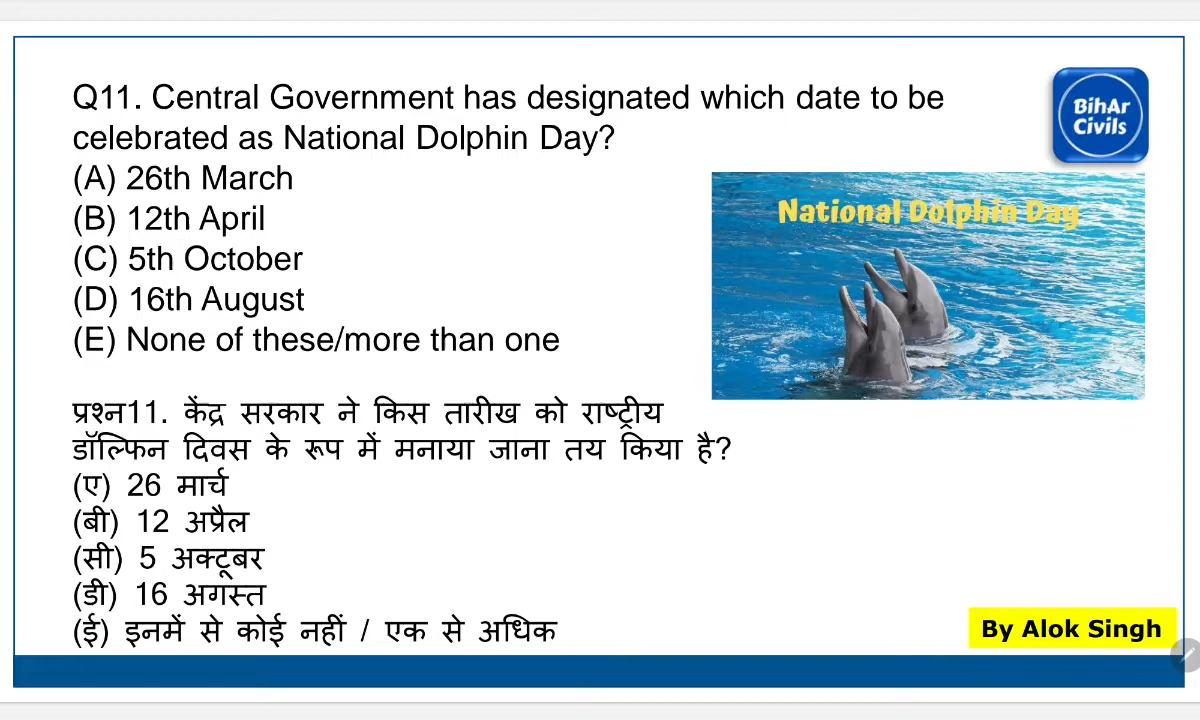 Q11. Central Government has designated which date to be
celebrated as National Dolphin Day?
(A) 26th March
(B) 12th April
(C) 5th October
(D) 16th August
(E) None of these/more than one
BihAr
Civils
National Dolphin Day
प्रश्न11. केंद्र सरकार ने किस तारीख को राष्ट्रीय
डॉल्फिन दिवस के रूप में मनाया जाना तय किया है?
(ए) 26 मार्च
(बी) 12 अप्रैल
(सी) 5 अक्टूबर
(डी) 16 अगस्त
(ई) इनमें से कोई नहीं / एक से अधिक
By Alok Singh